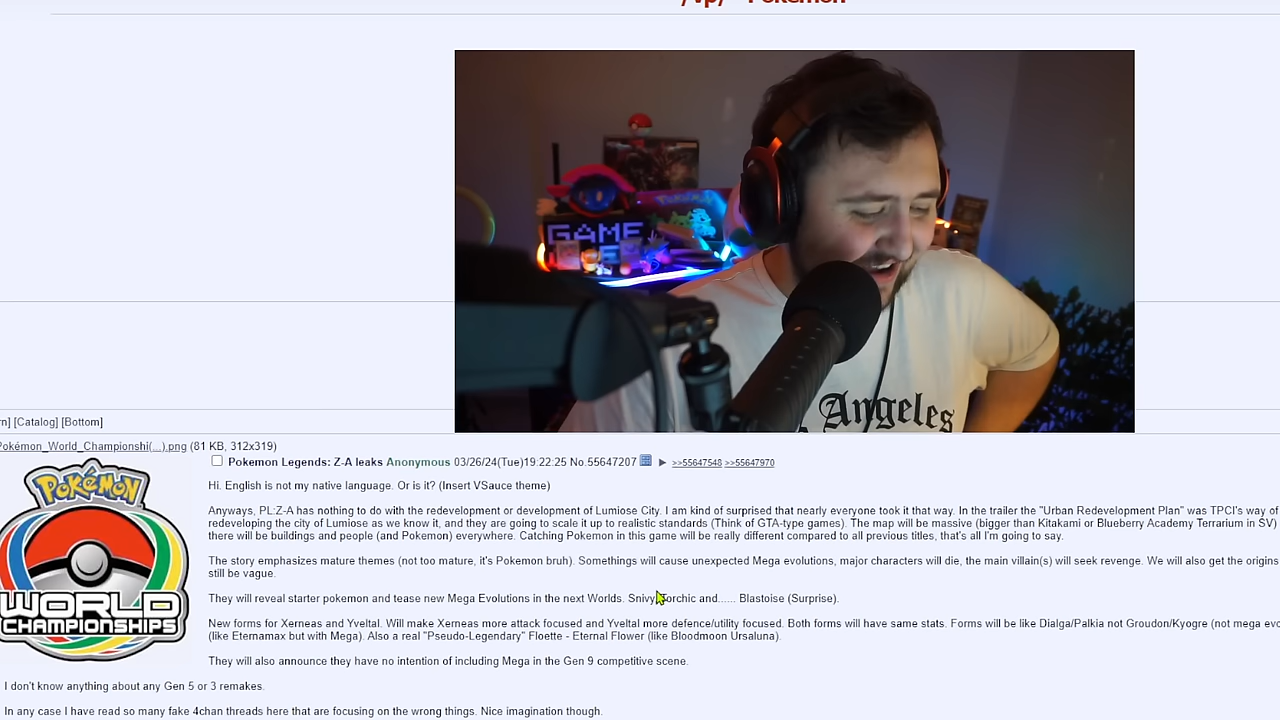 /vp/ - Pokémon
GAME
Angeles
[Catalog] [Bottom]
Pokémon_World_Championshi(...).png (81 KB, 312x319)
Pokemon Legends: Z-A leaks Anonymous 03/26/24(Tue)19:22:25 No.55647207 ▶ >>55647548 >>55647970
POKéMON
WORLD
CHAMPIONSHIPS
Hi. English is not my native language. Or is it? (Insert VSauce theme)
Anyways, PL:Z-A has nothing to do with the redevelopment or development of Lumiose City. I am kind of surprised that nearly everyone took it that way. In the trailer the "Urban Redevelopment Plan" was TPCI's way of
redeveloping the city of Lumiose as we know it, and they are going to scale it up to realistic standards (Think of GTA-type games). The map will be massive (bigger than Kitakami or Blueberry Academy Terrarium in SV)
there will be buildings and people (and Pokemon) everywhere. Catching Pokemon in this game will be really different compared to all previous titles, that's all I'm going to say.
The story emphasizes mature themes (not too mature, it's Pokemon bruh). Somethings will cause unexpected Mega evolutions, major characters will die, the main villain(s) will seek revenge. We will also get the origins
still be vague.
They will reveal starter pokemon and tease new Mega Evolutions in the next Worlds. Snivy, Torchic and...... Blastoise (Surprise).
New forms for Xerneas and Yveltal. Will make Xerneas more attack focused and Yveltal more defence/utility focused. Both forms will have same stats. Forms will be like Dialga/Palkia not Groudon/Kyogre (not mega evo
(like Eternamax but with Mega). Also a real "Pseudo-Legendary" Floette - Eternal Flower (like Bloodmoon Ursaluna).
They will also announce they have no intention of including Mega in the Gen 9 competitive scene.
I don't know anything about any Gen 5 or 3 remakes.
In any case I have read so many fake 4chan threads here that are focusing on the wrong things. Nice imagination though.